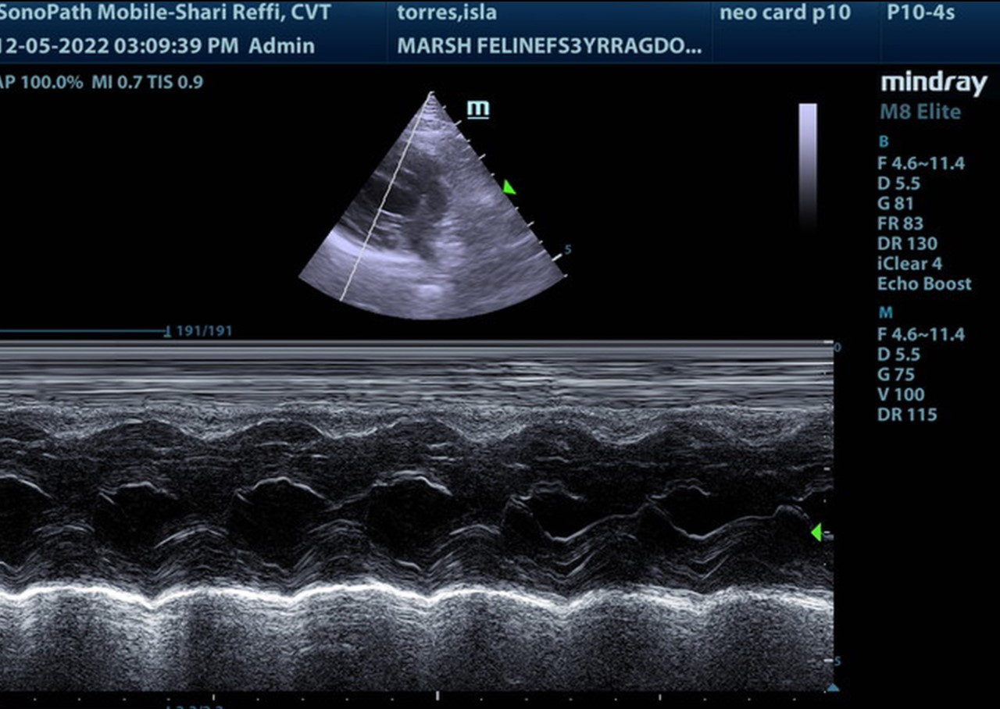 SonoPath Mobile-Shari Reffi, CVT
torres,isla
neo card p10
P10-4s
12-05-2022 03:09:39 PM Admin
MARSH FELINEFS3YRRAGDO...
AP 100.0% MI 0.7 TIS 0.9
m
mindray
M8 Elite
B
F 4.6~11.4
D 5.5
G 81
FR 83
DR 130
iClear 4
Echo Boost
5
M
F 4.6~11.4
D 5.5
G 75
V 100
DR 115
191/191
0
5